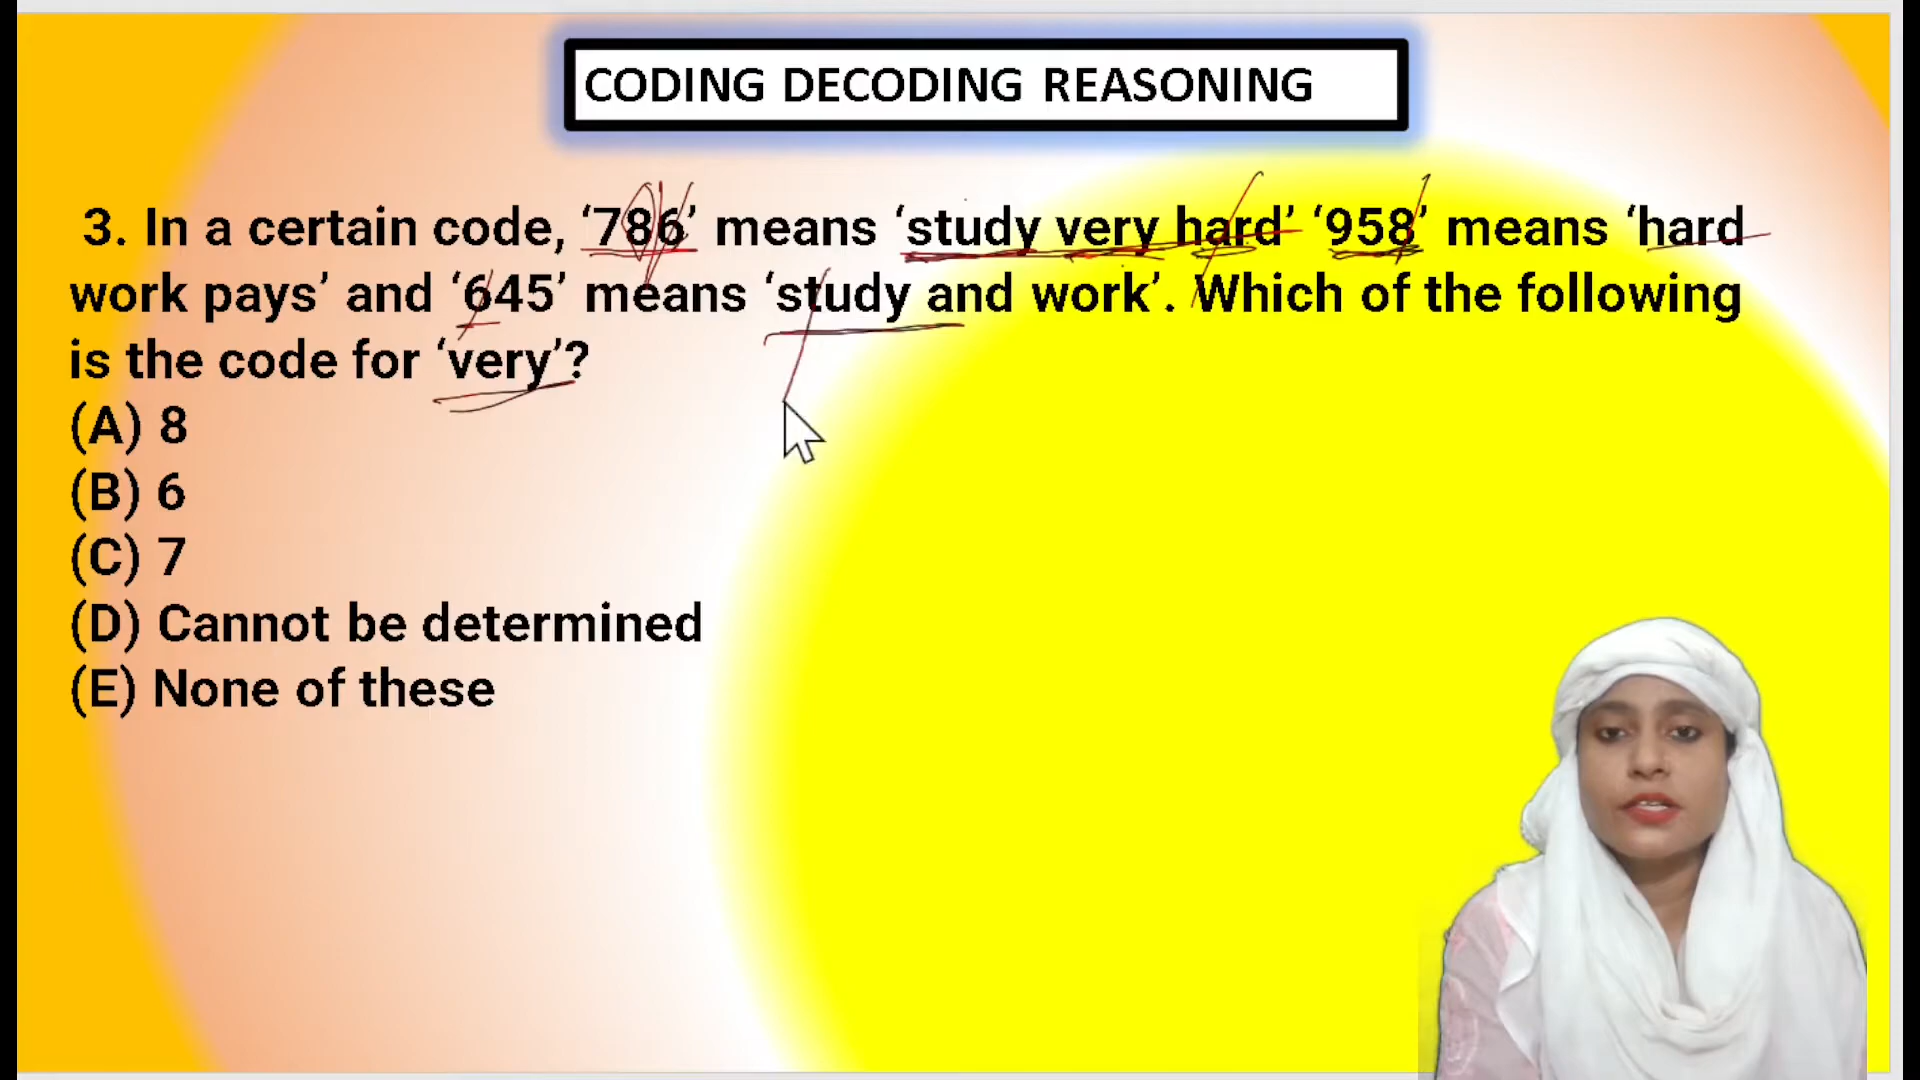 CODING DECODING REASONING
3. In a certain code, ‘786’ means ‘study very hard’ ‘958’ means ‘hard
work pays’ and ‘645’ means ‘study and work’. Which of the following
is the code for ‘very’?
(A) 8
(B) 6
(C) 7
(D) Cannot be determined
(E) None of these